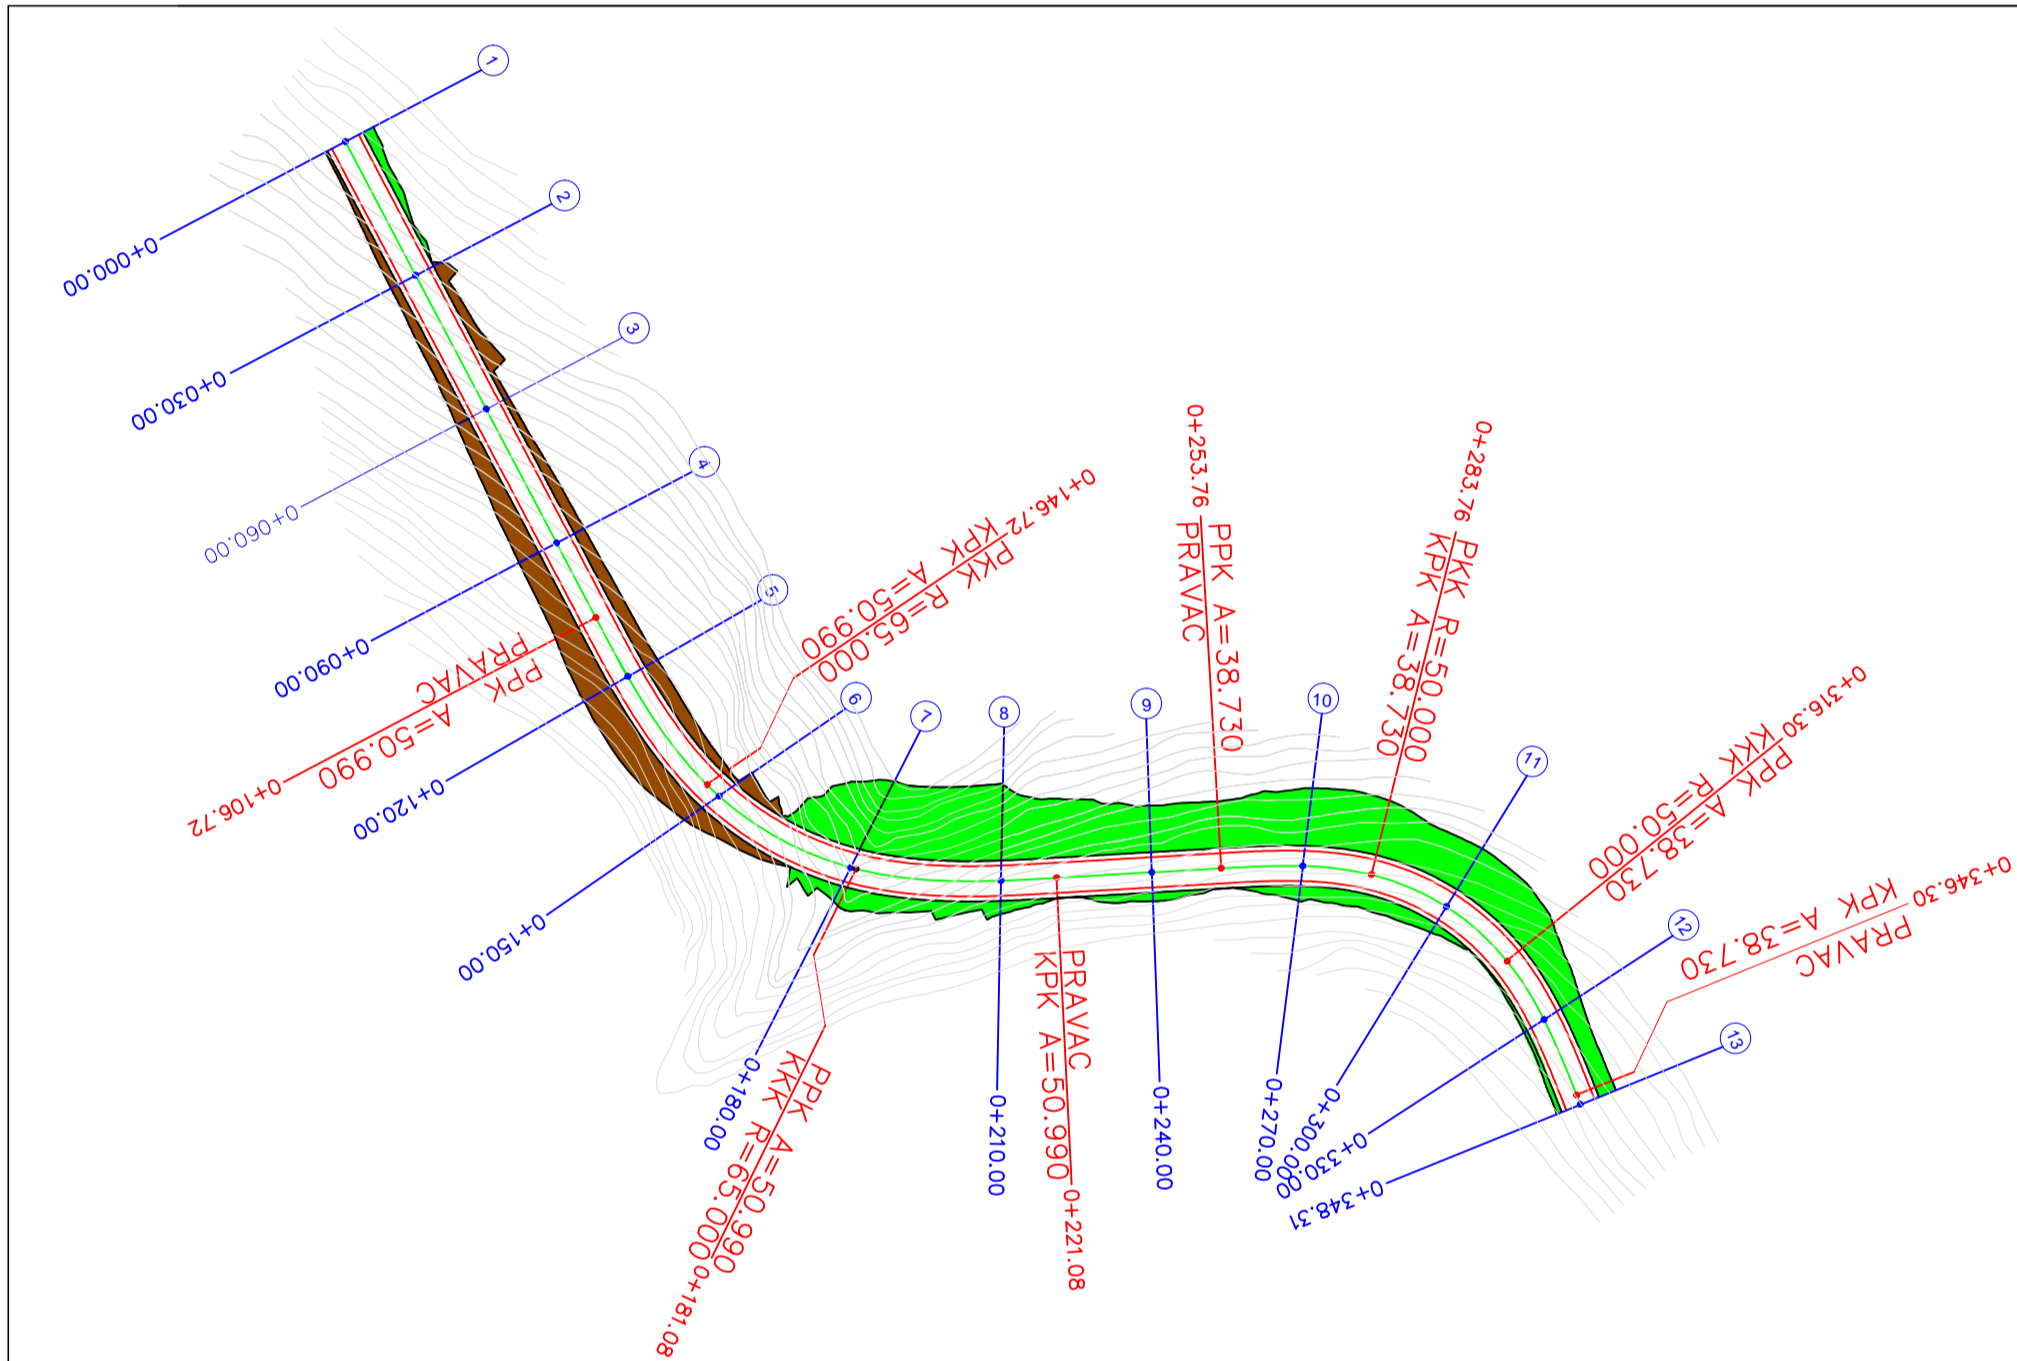 1
2
3
4
5
6
7
8
9
10
11
12
13
0+000.00
0+030.00
0+060.00
0+090.00
0+120.00
0+150.00
0+180.00
0+210.00
0+240.00
0+270.00
0+300.00
0+330.00
0+348.31
0+106.72
PRAVAC
PPK A=50.990
0+146.72
KPK A=50.990
PKK R=65.000
PPK A=50.990
KKK R=65.000
0+181.08
PRAVAC
KPK A=50.990
0+221.08
0+253.76
PPK A=38.730
PRAVAC
0+283.76
PKK R=50.000
KPK A=38.730
0+316.30
KKK R=50.000
PPK A=38.730
0+346.30
KPK A=38.730
PRAVAC